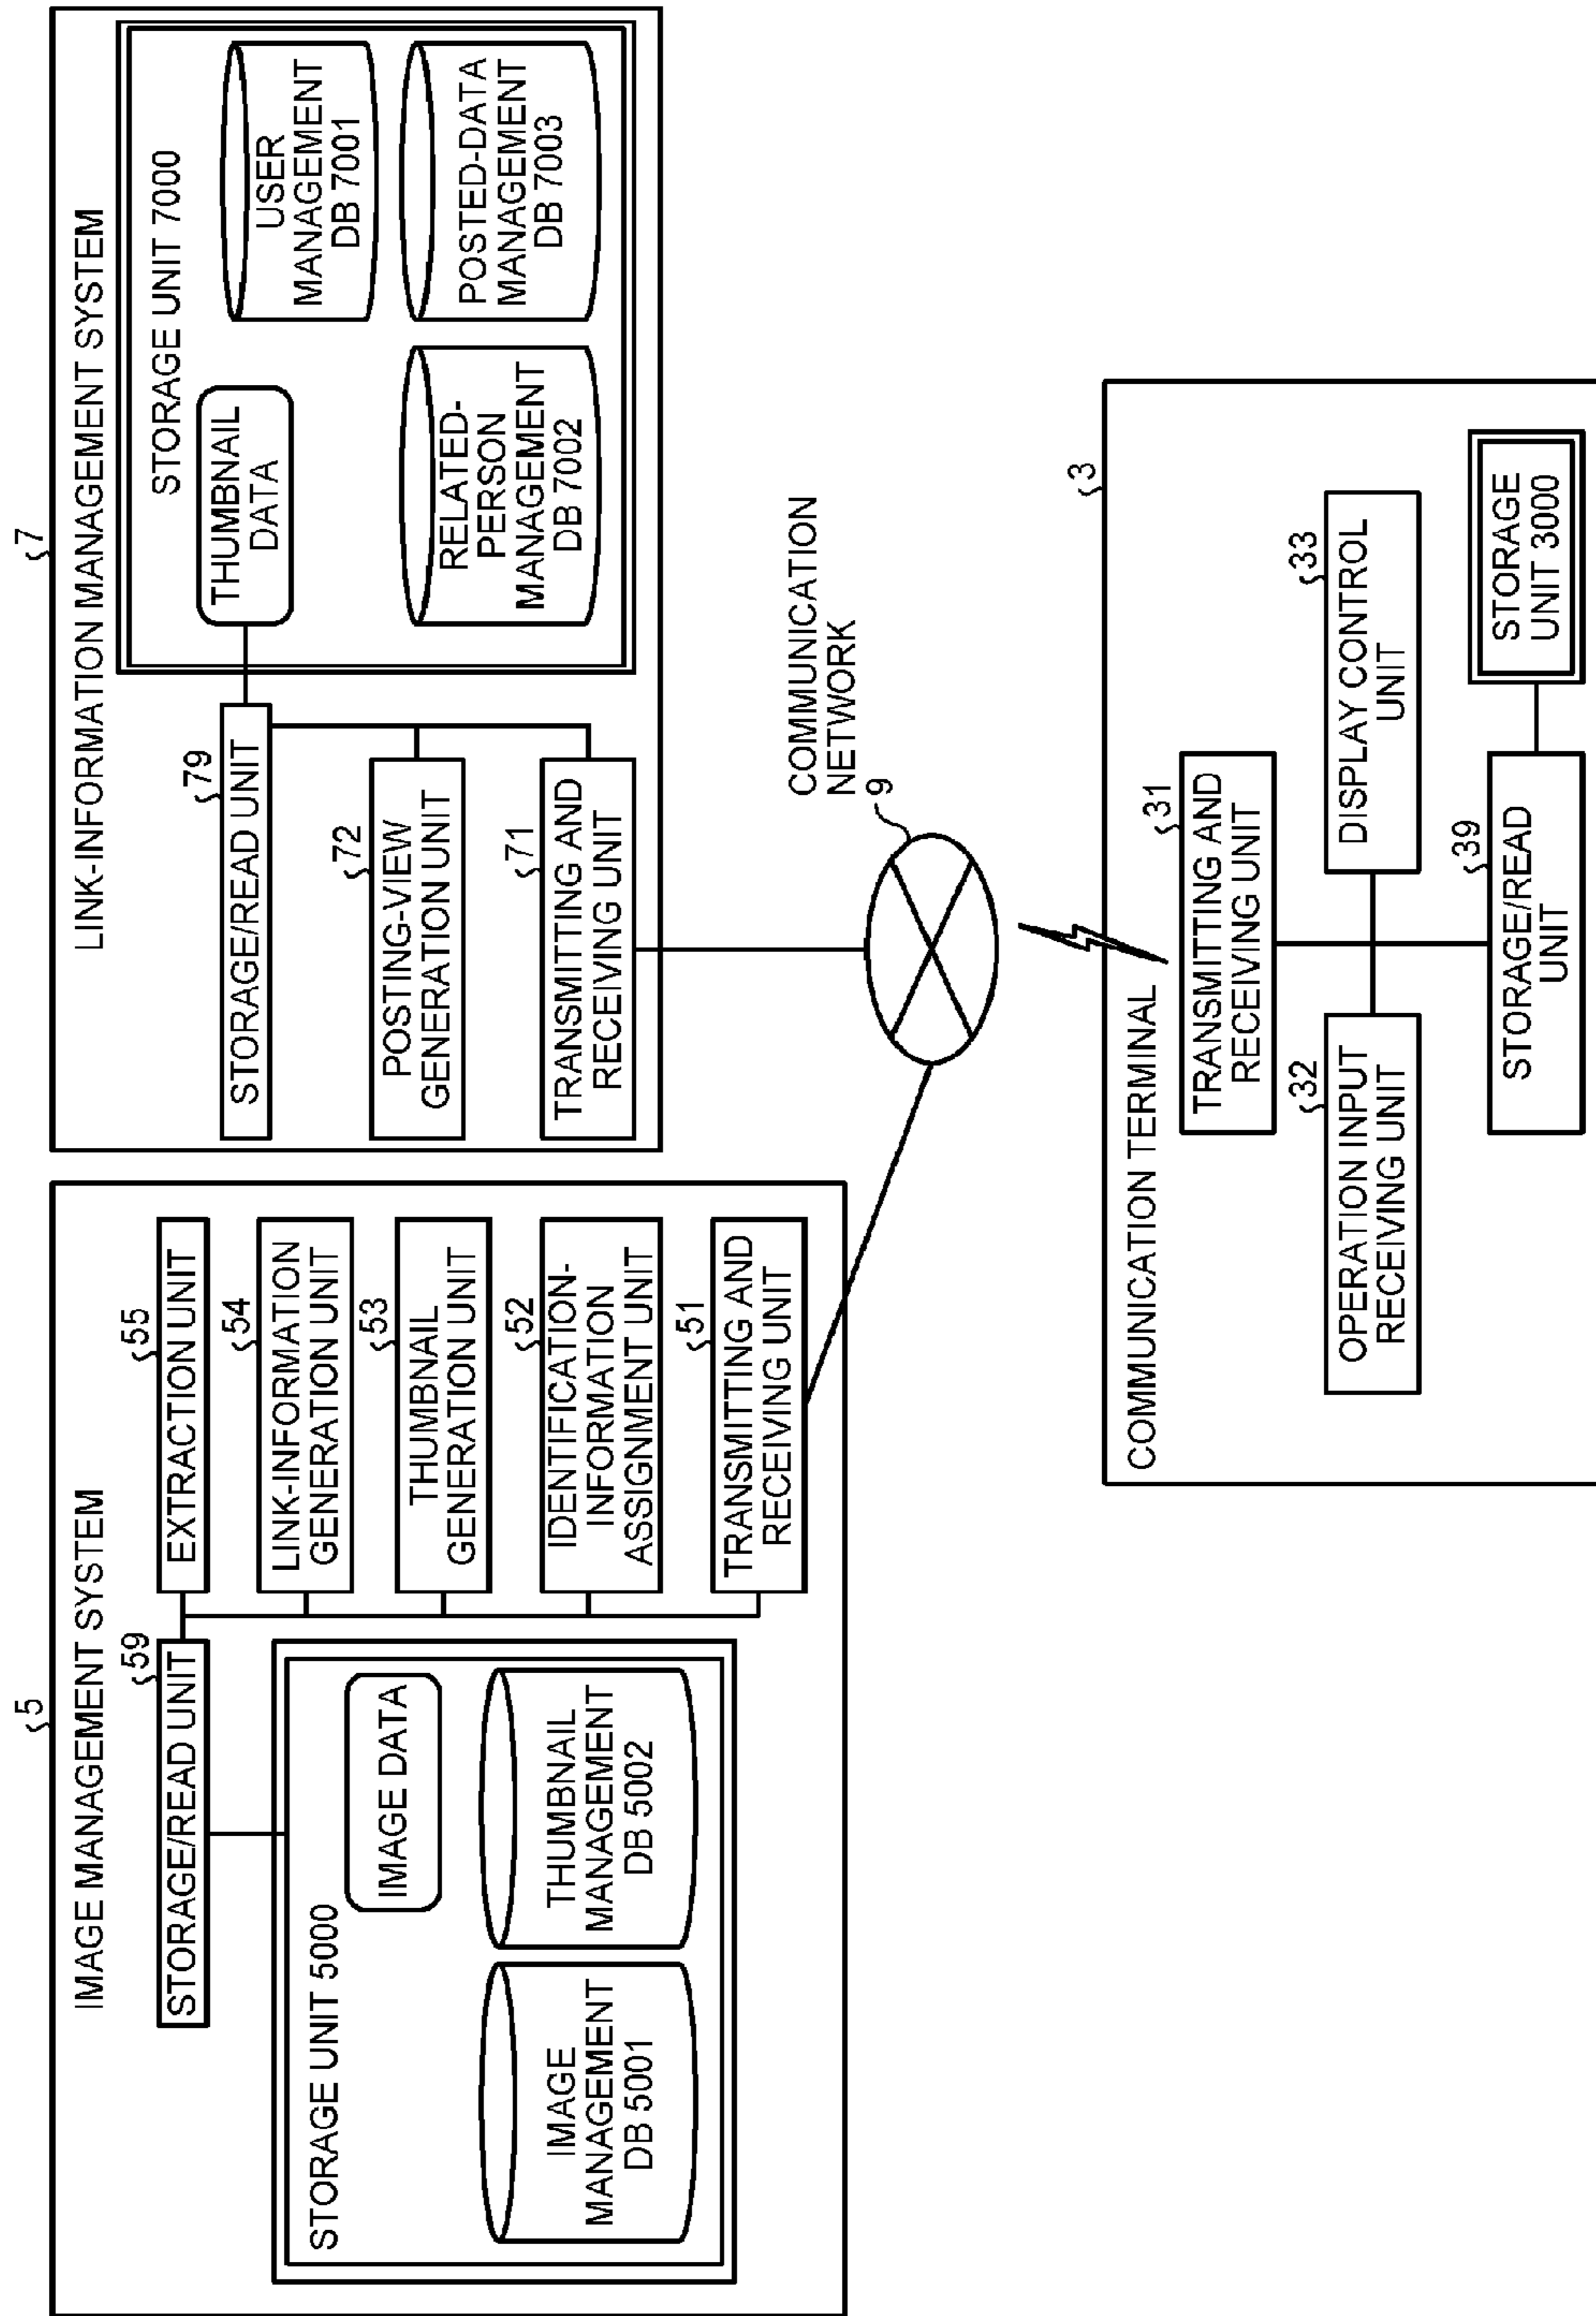 5
IMAGE MANAGEMENT SYSTEM
59
STORAGE/READ UNIT
STORAGE UNIT 5000
IMAGE DATA
IMAGE
MANAGEMENT
DB 5001
THUMBNAIL
MANAGEMENT
DB 5002
55
EXTRACTION UNIT
54
LINK-INFORMATION
GENERATION UNIT
53
THUMBNAIL
GENERATION UNIT
52
IDENTIFICATION-
INFORMATION
ASSIGNMENT UNIT
51
TRANSMITTING AND
RECEIVING UNIT
7
LINK-INFORMATION MANAGEMENT SYSTEM
79
STORAGE/READ UNIT
72
POSTING-VIEW
GENERATION UNIT
71
TRANSMITTING AND
RECEIVING UNIT
STORAGE UNIT 7000
THUMBNAIL
DATA
USER
MANAGEMENT
DB 7001
RELATED-
PERSON
MANAGEMENT
DB 7002
POSTED-DATA
MANAGEMENT
DB 7003
COMMUNICATION
NETWORK
9
3
COMMUNICATION TERMINAL
31
TRANSMITTING AND
RECEIVING UNIT
32
OPERATION INPUT
RECEIVING UNIT
33
DISPLAY CONTROL
UNIT
39
STORAGE/READ
UNIT
STORAGE
UNIT 3000